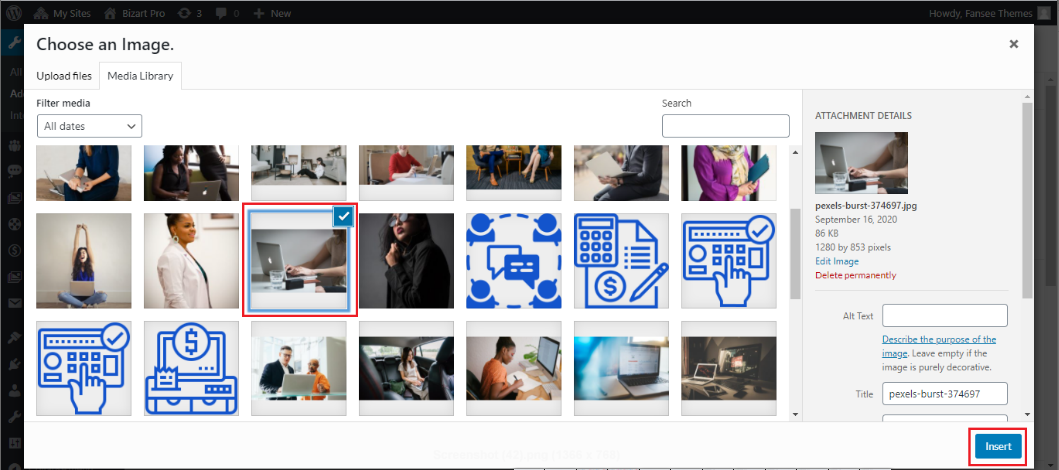 My Sites
Bizart Pro
3
0
New
Howdy, Fansee Themes
Choose an Image.
Upload files
Media Library
Filter media
All dates
Search
ATTACHMENT DETAILS
pexels-burst-374697.jpg
September 16, 2020
86 KB
1280 by 853 pixels
Edit Image
Delete permanently
Alt Text
Describe the purpose of the
image. Leave empty if the
image is purely decorative.
Title
pexels-burst-374697
Insert
All